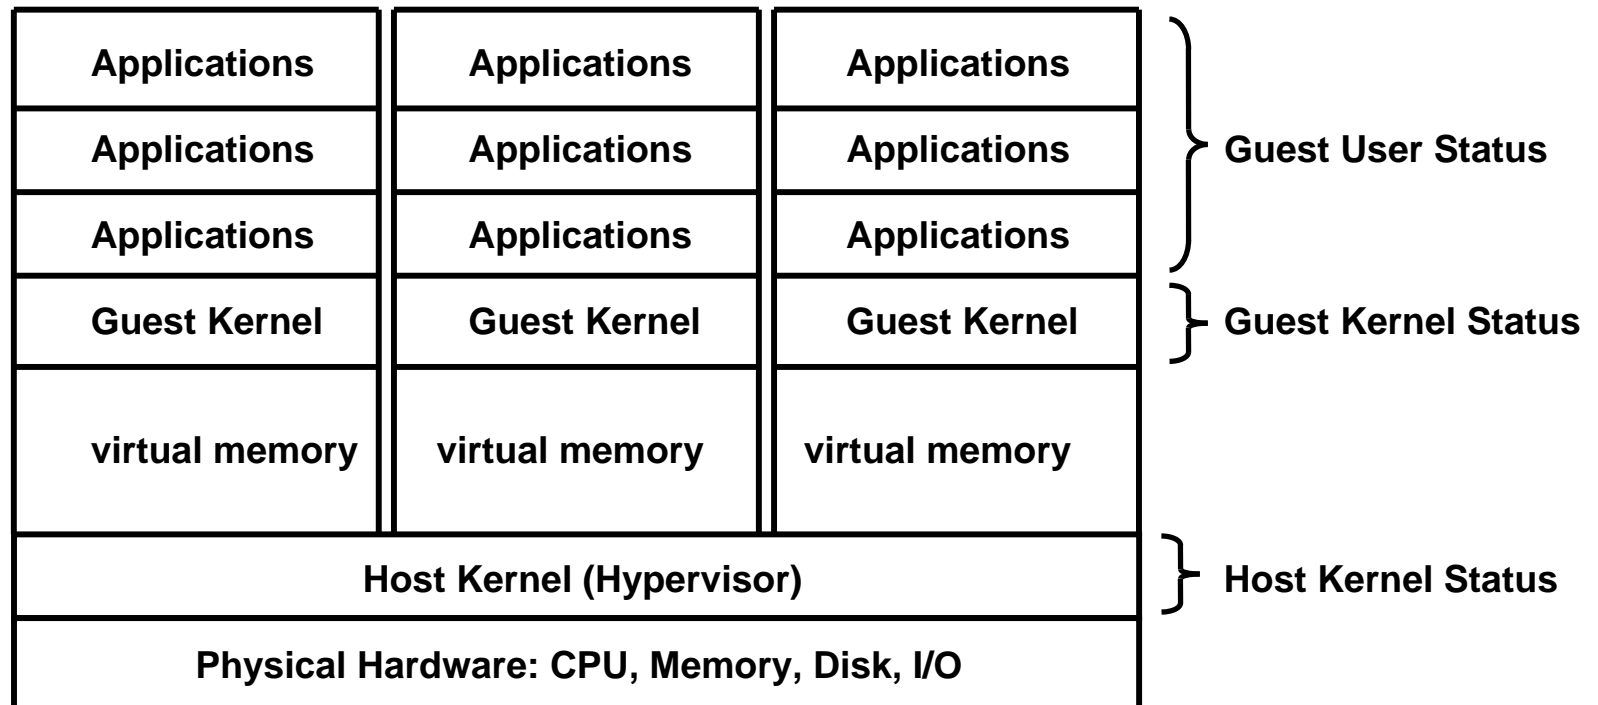 Applications Applications Applications
Applications Applications Applications Guest User Status
Applications Applications Applications
Guest Kernel Guest Kernel Guest Kernel Guest Kernel Status
virtual memory virtual memory virtual memory
Host Kernel (Hypervisor) Host Kernel Status
Physical Hardware: CPU, Memory, Disk, I/O